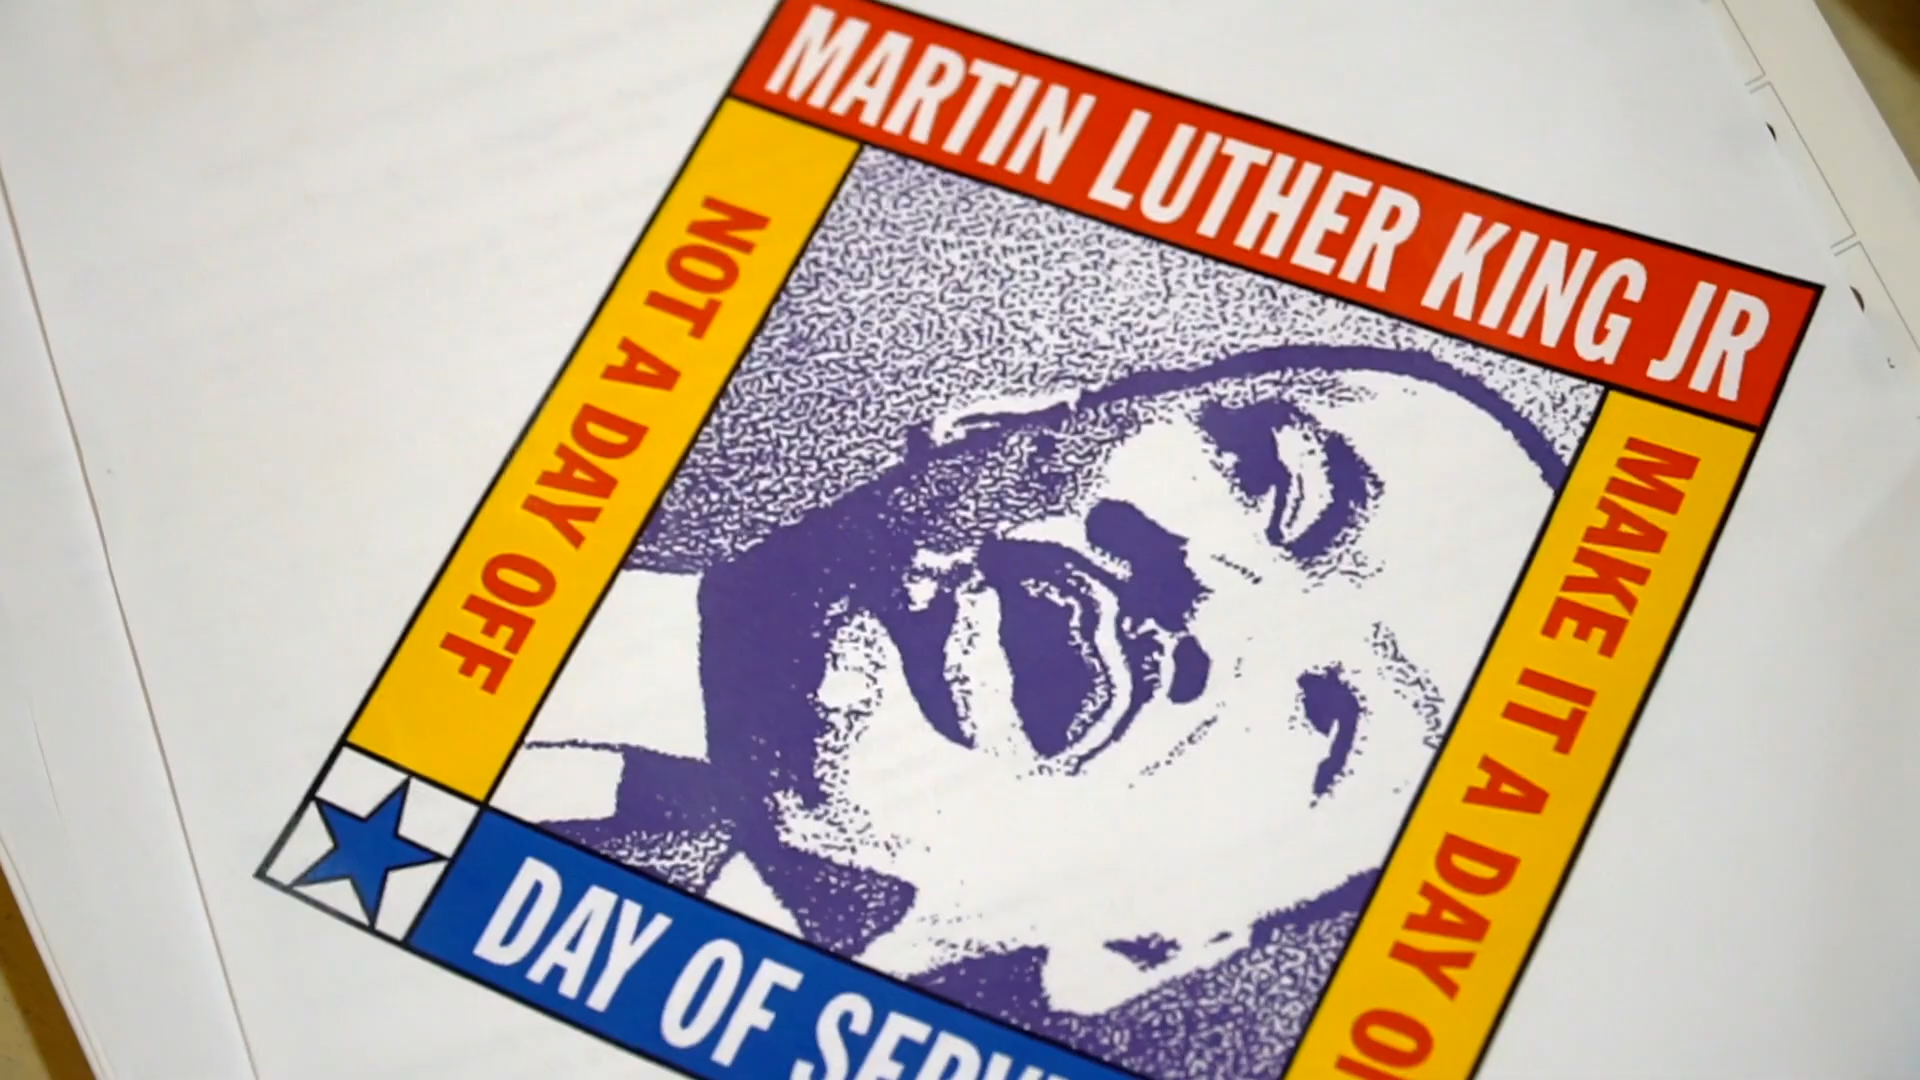 MARTIN LUTHER KING JR
NOT A DAY OFF
MAKE IT A DAY
DAY OF